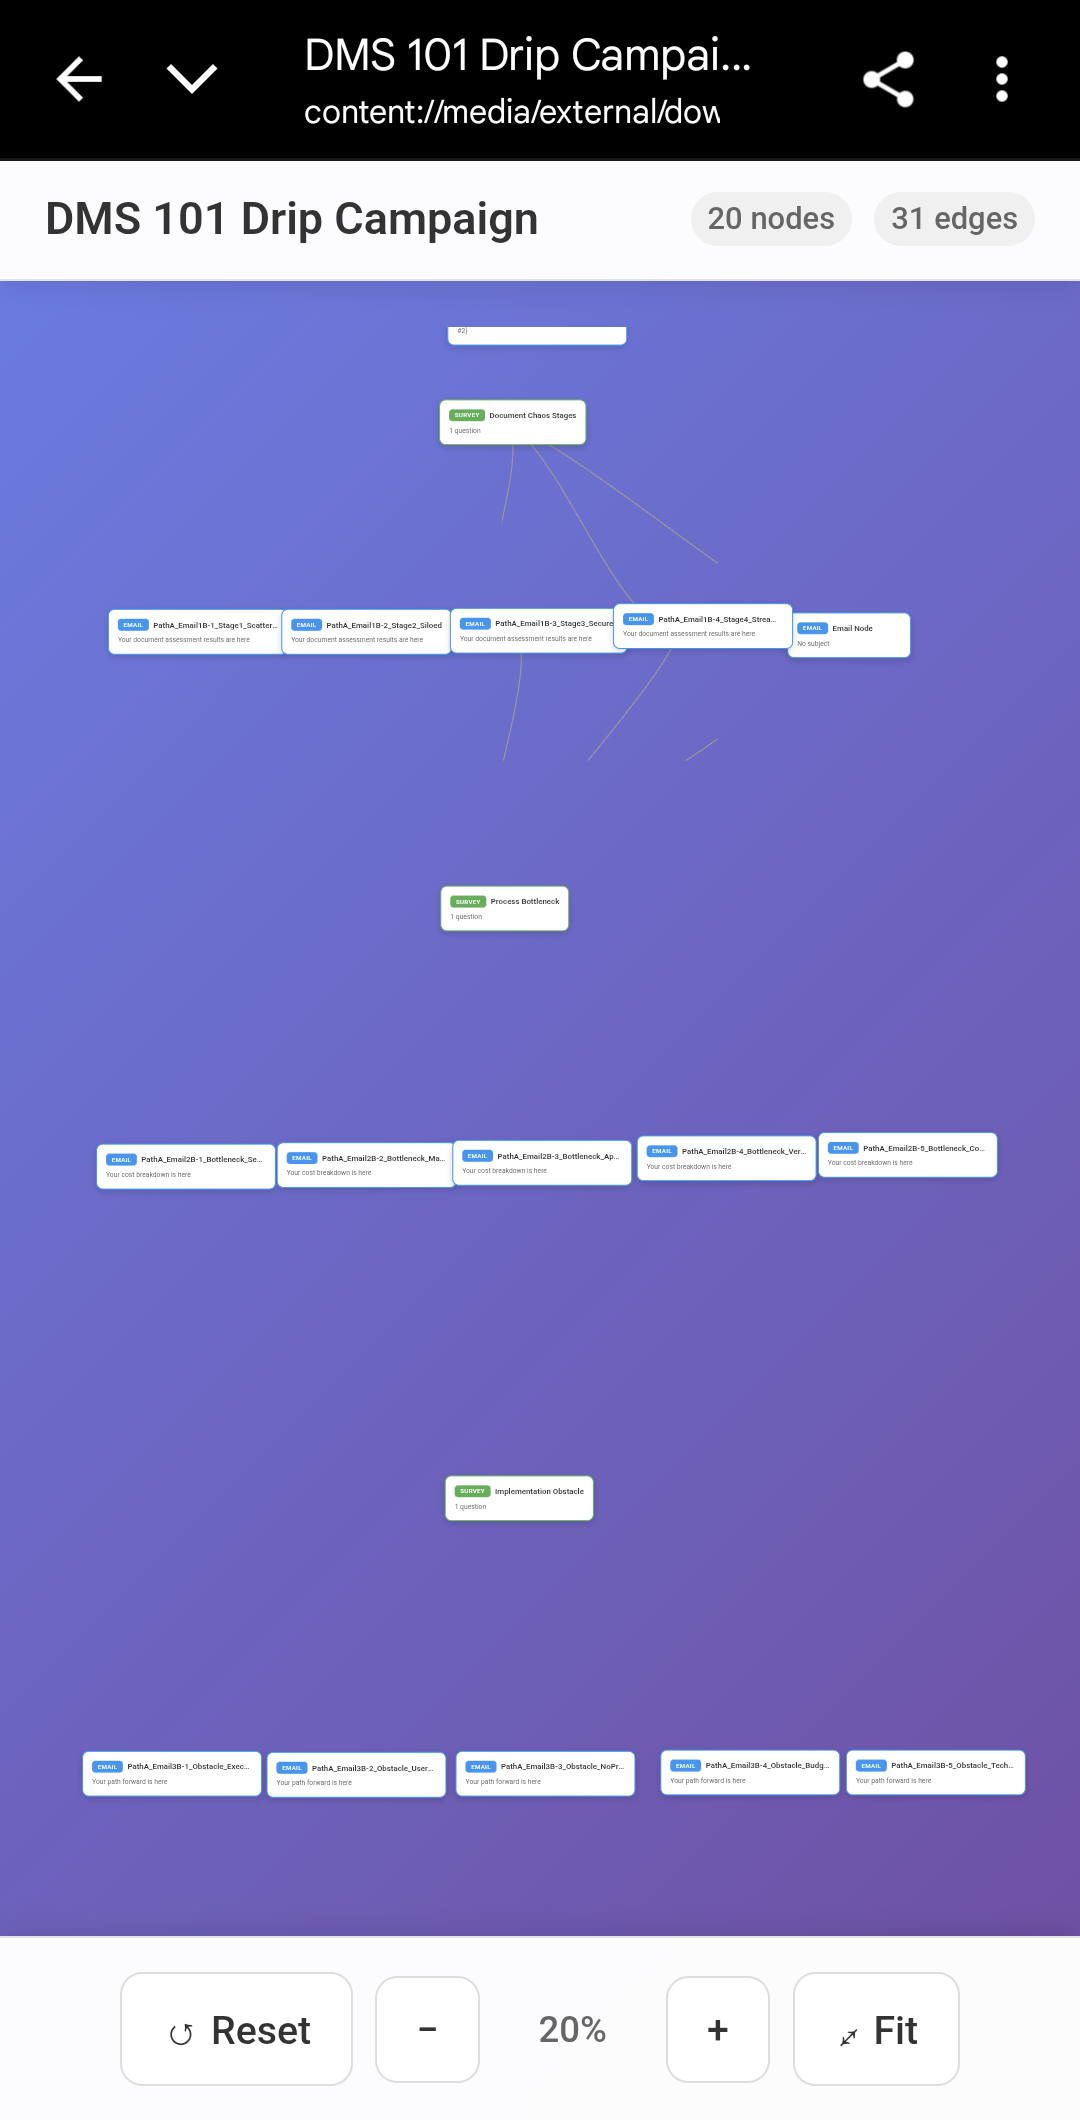 DMS 101 Drip Campai...
content://media/external/dow
DMS 101 Drip Campaign
20 nodes
31 edges
#2)
SURVEY Document Chaos Stages
1 question
EMAIL PathA_Email1B-1_Stage1_Scatter...
Your document assessment results are here
EMAIL PathA_Email1B-2_Stage2_Siloed
Your document assessment results are here
EMAIL PathA_Email1B-3_Stage3_Secure
Your document assessment results are here
EMAIL PathA_Email1B-4_Stage4_Strea...
Your document assessment results are here
EMAIL Email Node
No subject
SURVEY Process Bottleneck
1 question
EMAIL PathA_Email2B-1_Bottleneck_Se...
Your cost breakdown is here
EMAIL PathA_Email2B-2_Bottleneck_Ma...
Your cost breakdown is here
EMAIL PathA_Email2B-3_Bottleneck_Ap...
Your cost breakdown is here
EMAIL PathA_Email2B-4_Bottleneck_Ver...
Your cost breakdown is here
EMAIL PathA_Email2B-5_Bottleneck_Co...
Your cost breakdown is here
SURVEY Implementation Obstacle
1 question
EMAIL PathA_Email3B-1_Obstacle_Exec...
Your path forward is here
EMAIL PathA_Email3B-2_Obstacle_User...
Your path forward is here
EMAIL PathA_Email3B-3_Obstacle_NoPr...
Your path forward is here
EMAIL PathA_Email3B-4_Obstacle_Budg...
Your path forward is here
EMAIL PathA_Email3B-5_Obstacle_Tech...
Your path forward is here
Reset
−
20%
+
Fit